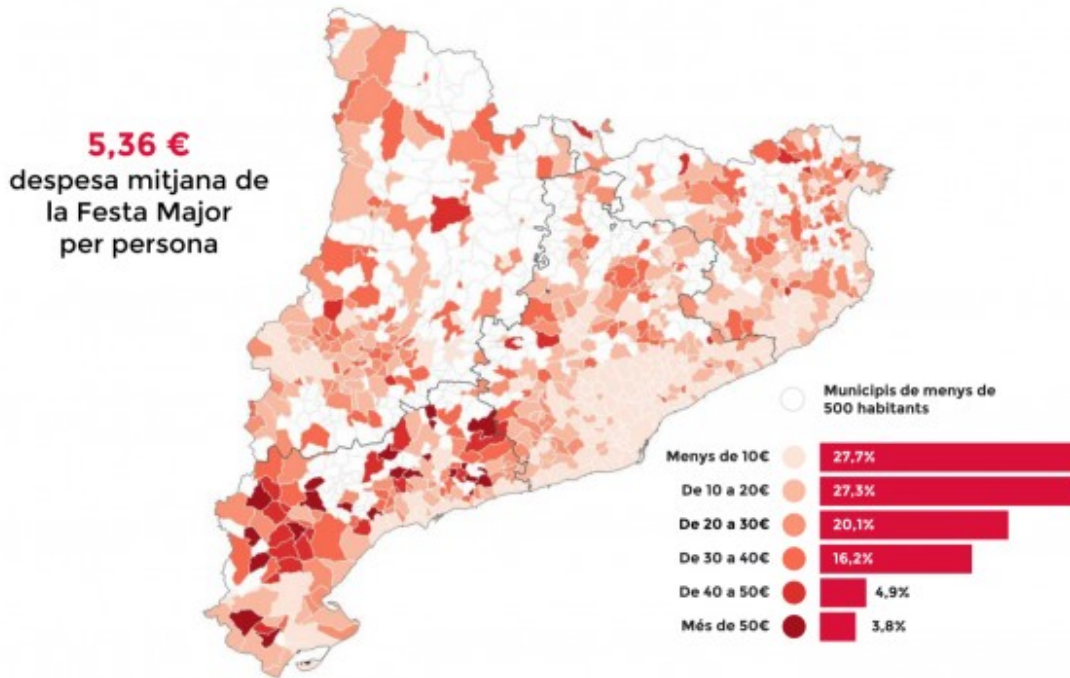 5,36 €
despesa mitjana de
la Festa Major
per persona
Municipis de menys de
500 habitants
Menys de 10€ 27,7%
De 10 a 20€ 27,3%
De 20 a 30€ 20,1%
De 30 a 40€ 16,2%
De 40 a 50€ 4,9%
Més de 50€ 3,8%